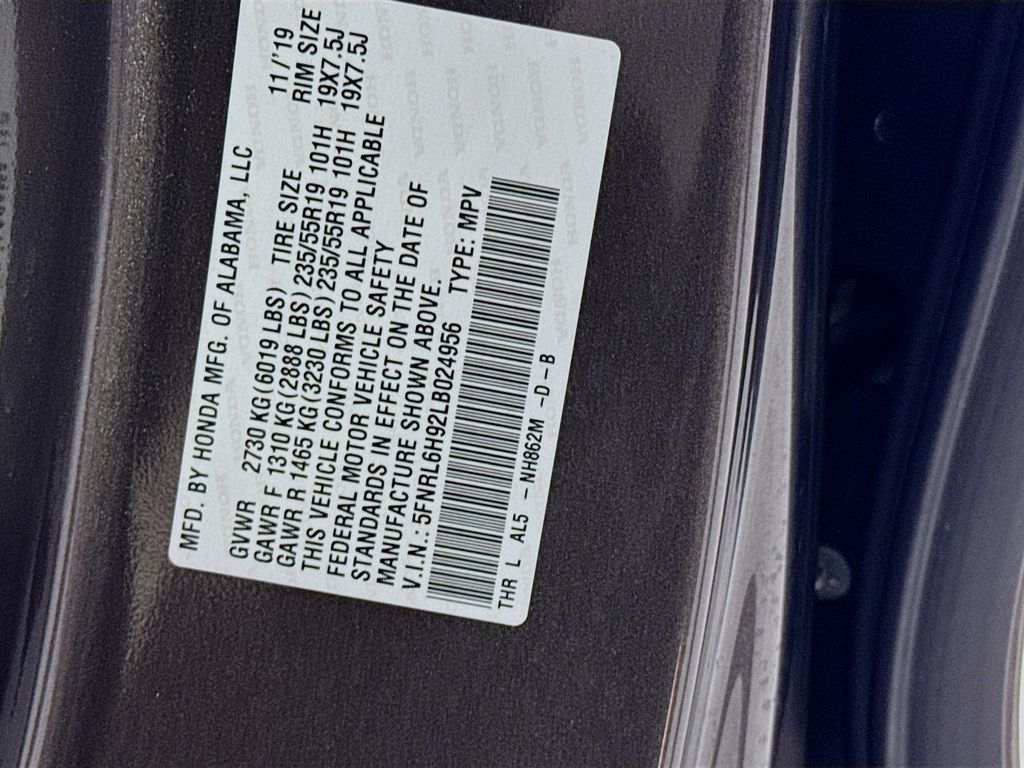 MFD. BY HONDA MFG. OF ALABAMA, LLC 11/'19
GVWR 2730 KG(6019 LBS) TIRE SIZE RIM SIZE
GAWR F 1310 KG(2888 LBS) 235/55R19 101H 19X7.5J
GAWR R 1465 KG(3230 LBS) 235/55R19 101H 19X7.5J
THIS VEHICLE CONFORMS TO ALL APPLICABLE
FEDERAL MOTOR VEHICLE SAFETY
STANDARDS IN EFFECT ON THE DATE OF
MANUFACTURE SHOWN ABOVE.
V.I.N.: 5FNRL6H92LB024956 TYPE: MPV
THR L AL5 - NH862M -D-B